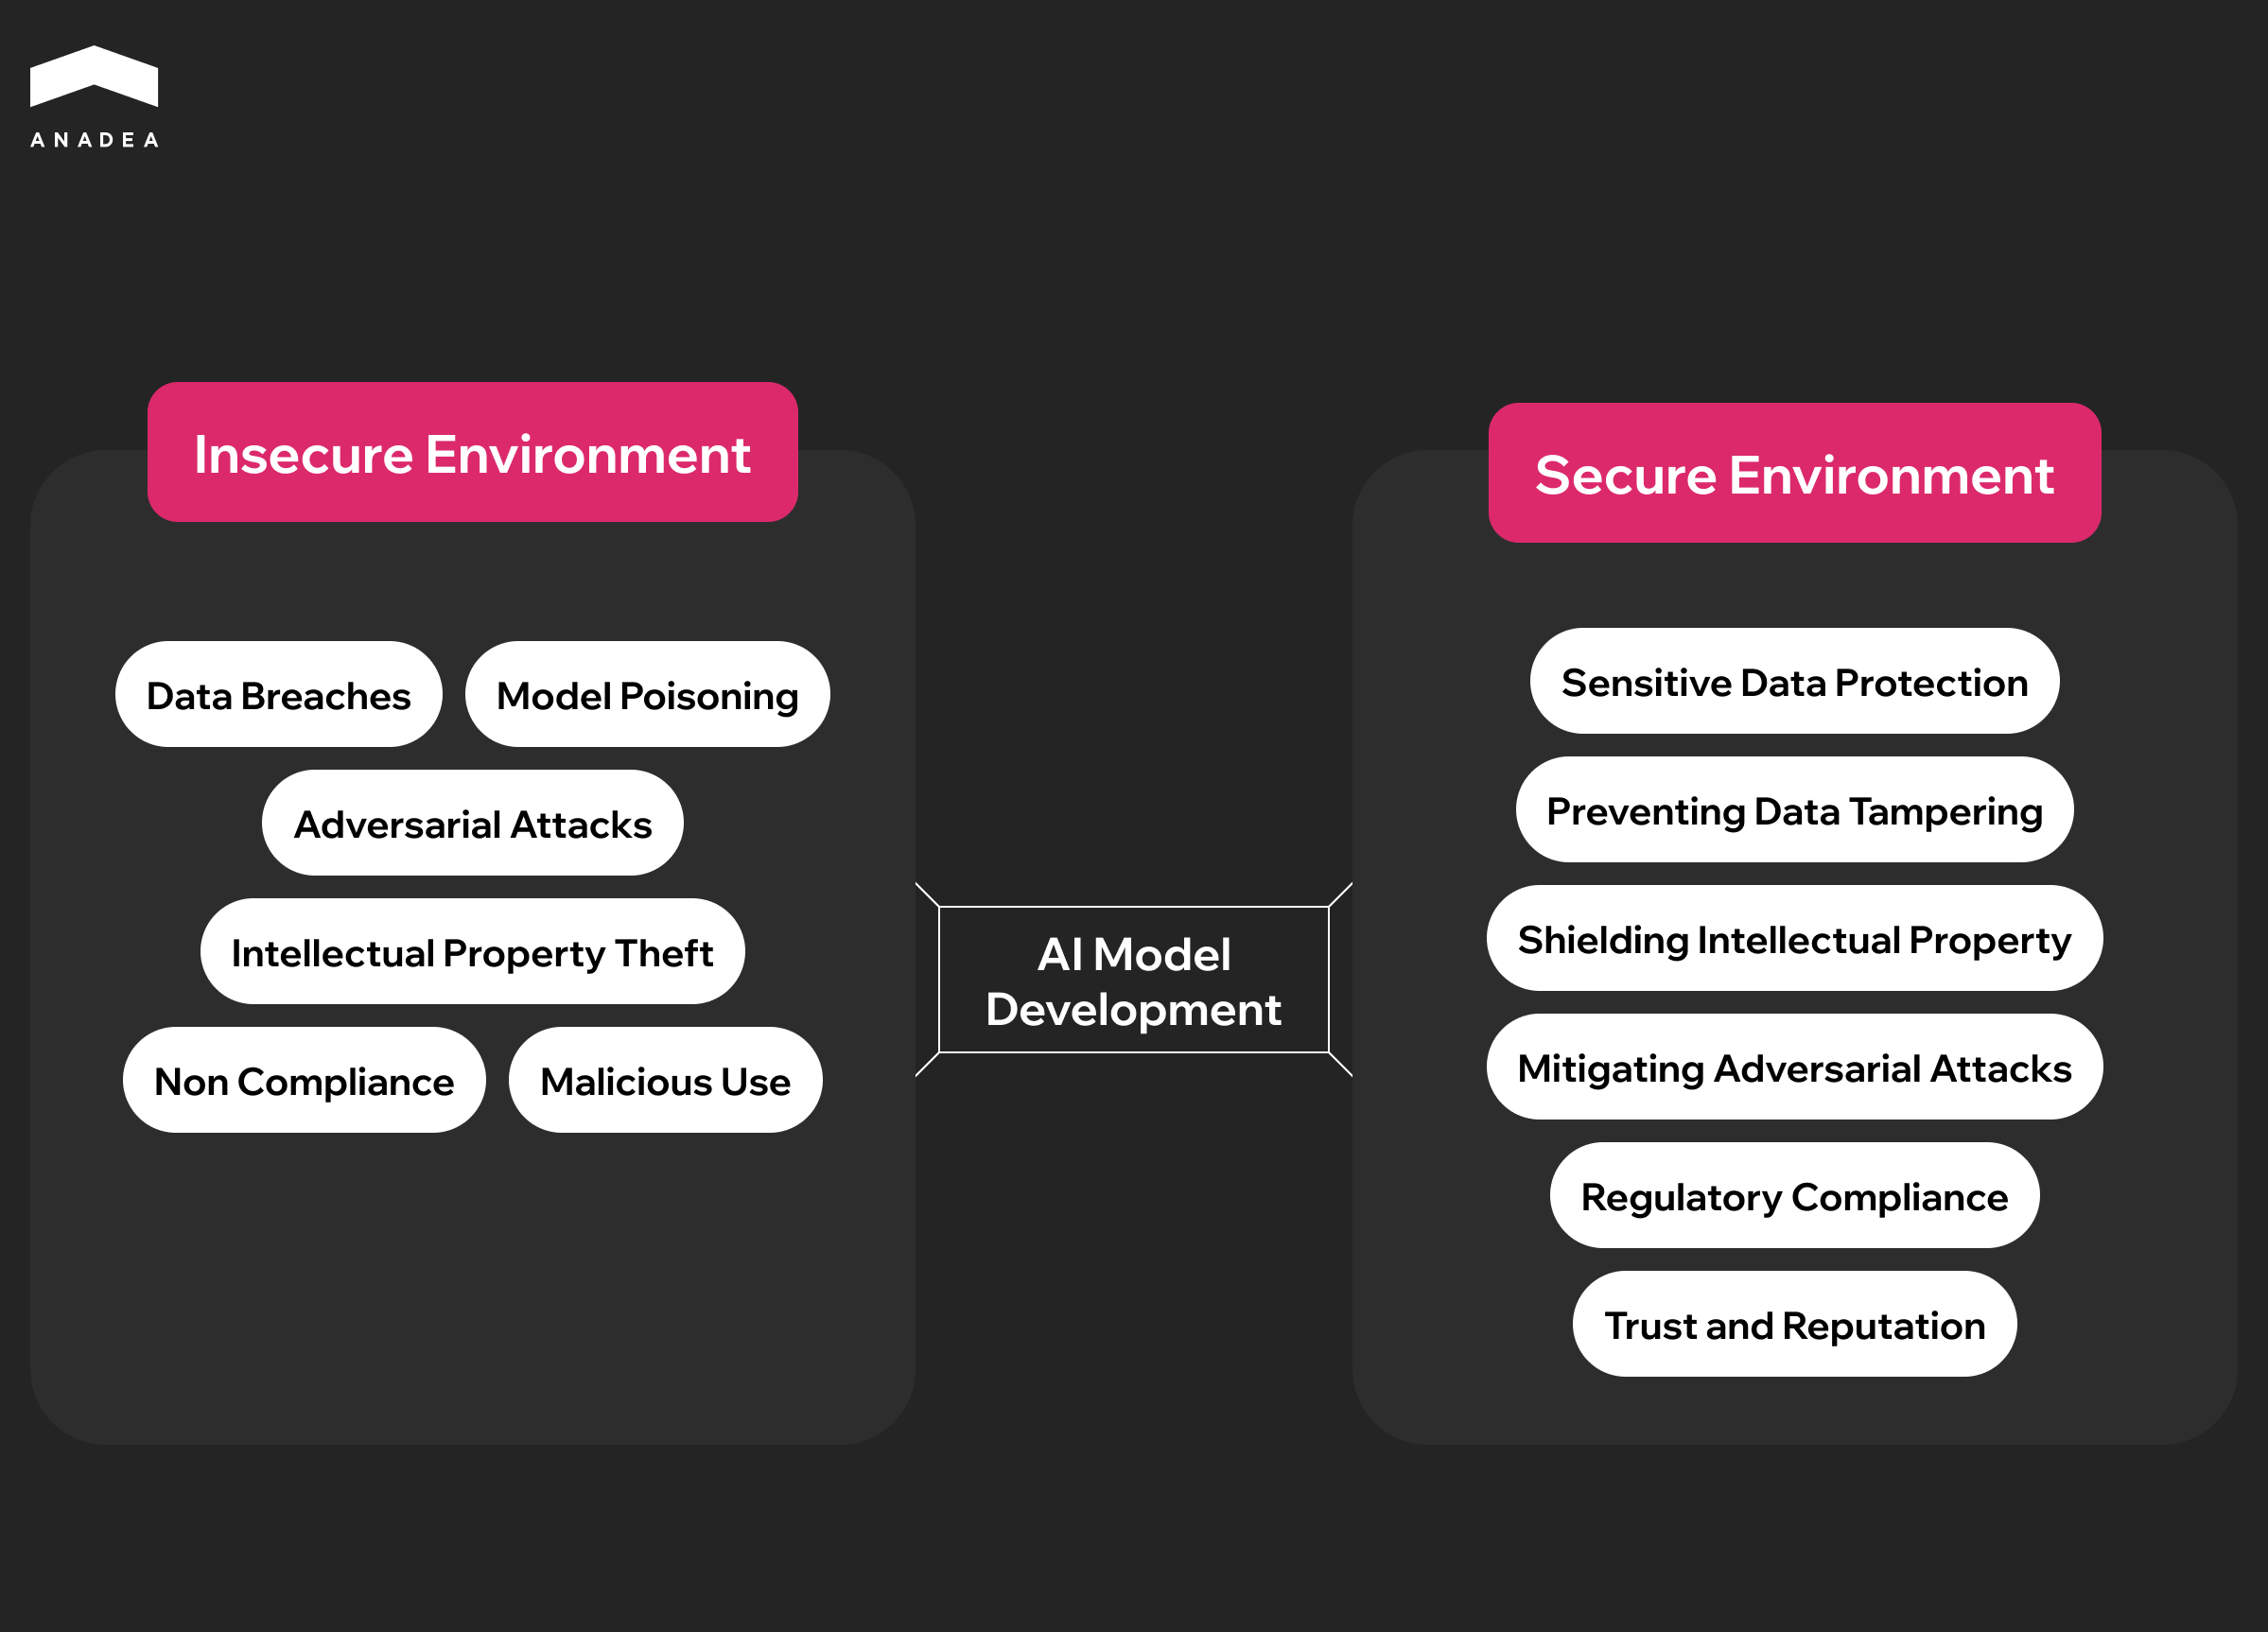 ANADEA
Insecure Environment
Data Breaches
Model Poisoning
Adversarial Attacks
Intellectual Property Theft
Non Compliance
Malicious Use
AI Model
Development
Secure Environment
Sensitive Data Protection
Preventing Data Tampering
Shielding Intellectual Property
Mitigating Adversarial Attacks
Regulatory Compliance
Trust and Reputation